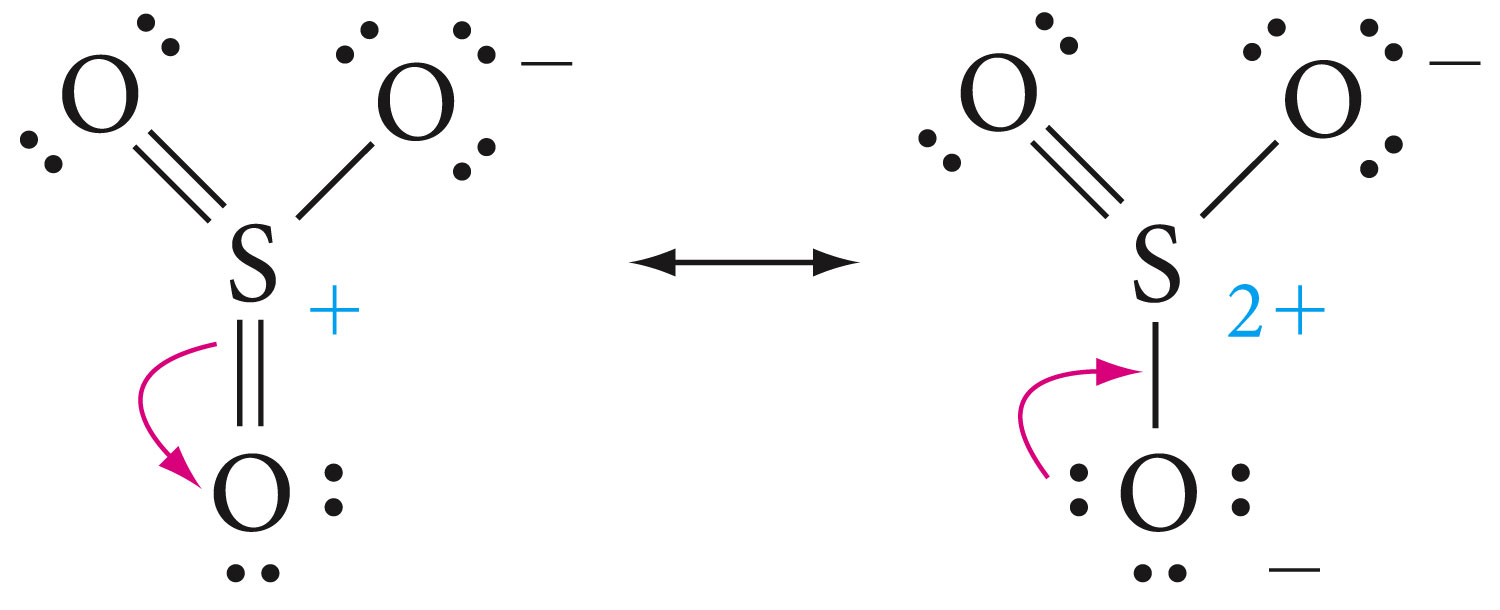 O O − O O −
S + S 2+
O O −